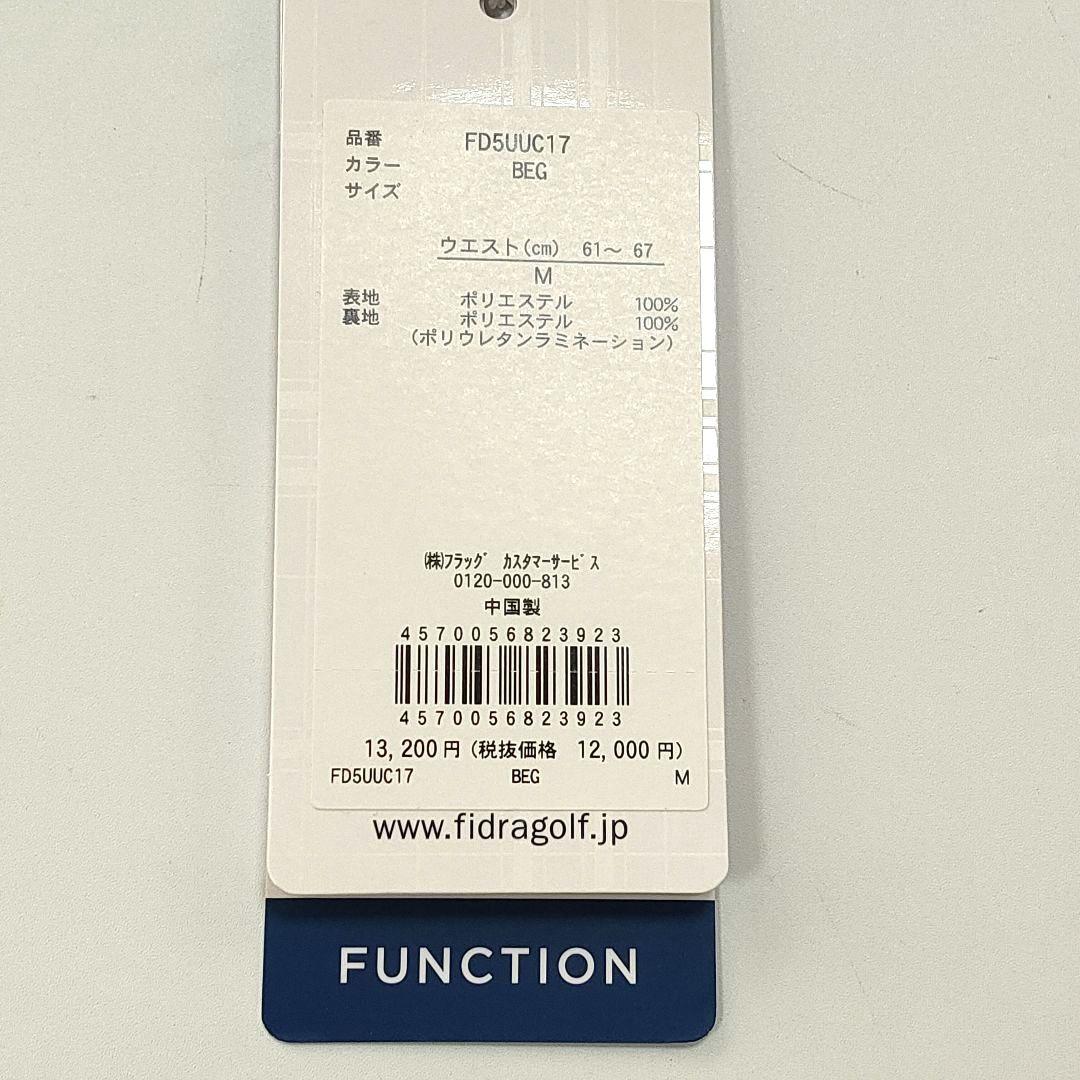 品番 FD5UUC17
カラー BEG
サイズ
ウエスト(cm) 61～ 67
M
表地 ポリエステル 100%
裏地 ポリエステル 100%
(ポリウレタンラミネーション)
㈱フラッグ カスタマーサービス
0120-000-813
中国製
4570056823923
4570056823923
13,200円 (税抜価格 12,000円)
FD5UUC17 BEG M
www.fidragolf.jp
FUNCTION